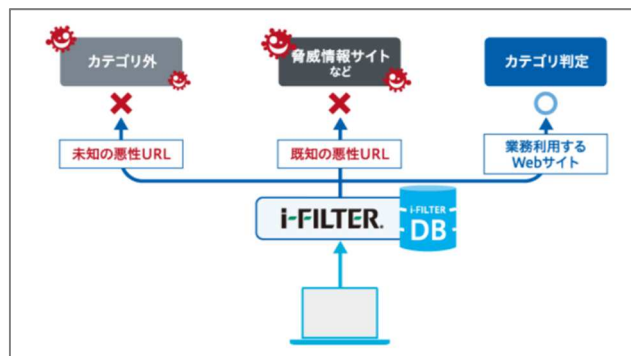 カテゴリ外
脅威情報サイト
など
カテゴリ判定
未知の悪性URL
既知の悪性URL
業務利用する
Webサイト
i-FILTER®
i-FILTER
DB